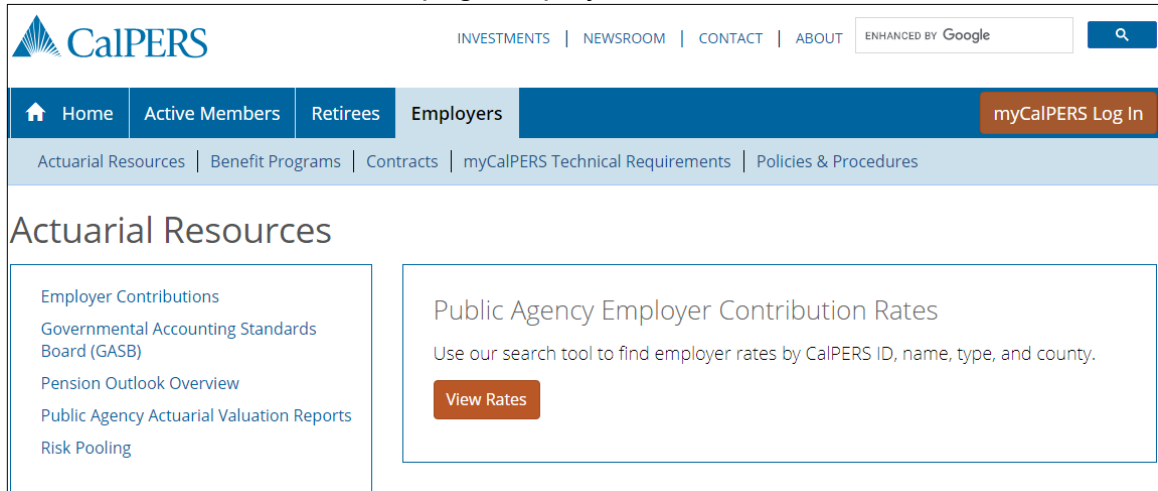 CalPERS
INVESTMENTS | NEWSROOM | CONTACT | ABOUT
ENHANCED BY Google
Home
Active Members
Retirees
Employers
myCalPERS Log In
Actuarial Resources | Benefit Programs | Contracts | myCalPERS Technical Requirements | Policies & Procedures
Actuarial Resources
Employer Contributions
Governmental Accounting Standards
Board (GASB)
Pension Outlook Overview
Public Agency Actuarial Valuation Reports
Risk Pooling
Public Agency Employer Contribution Rates
Use our search tool to find employer rates by CalPERS ID, name, type, and county.
View Rates